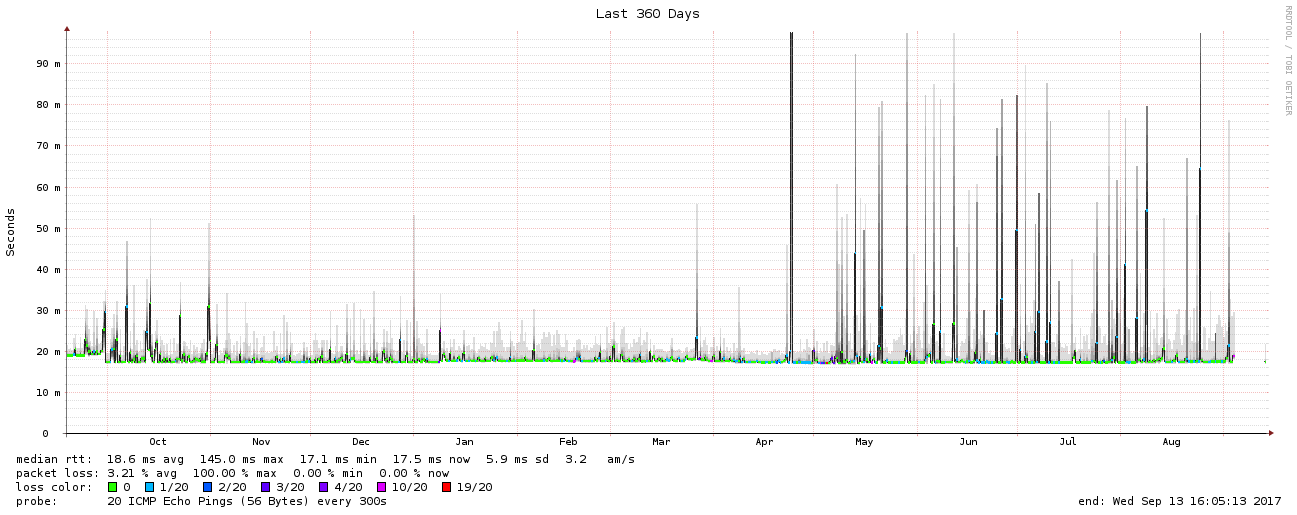 Last 360 Days
RRDTOOL / TOBI OETIKER
Seconds
90 m
80 m
70 m
60 m
50 m
40 m
30 m
20 m
10 m
0
Oct Nov Dec Jan Feb Mar Apr May Jun Jul Aug
median rtt: 18.6 ms avg 145.0 ms max 17.1 ms min 17.5 ms now 5.9 ms sd 3.2 am/s
packet loss: 3.21 % avg 100.00 % max 0.00 % min 0.00 % now
loss color: 0 1/20 2/20 3/20 4/20 10/20 19/20
probe: 20 ICMP Echo Pings (56 Bytes) every 300s end: Wed Sep 13 16:05:13 2017